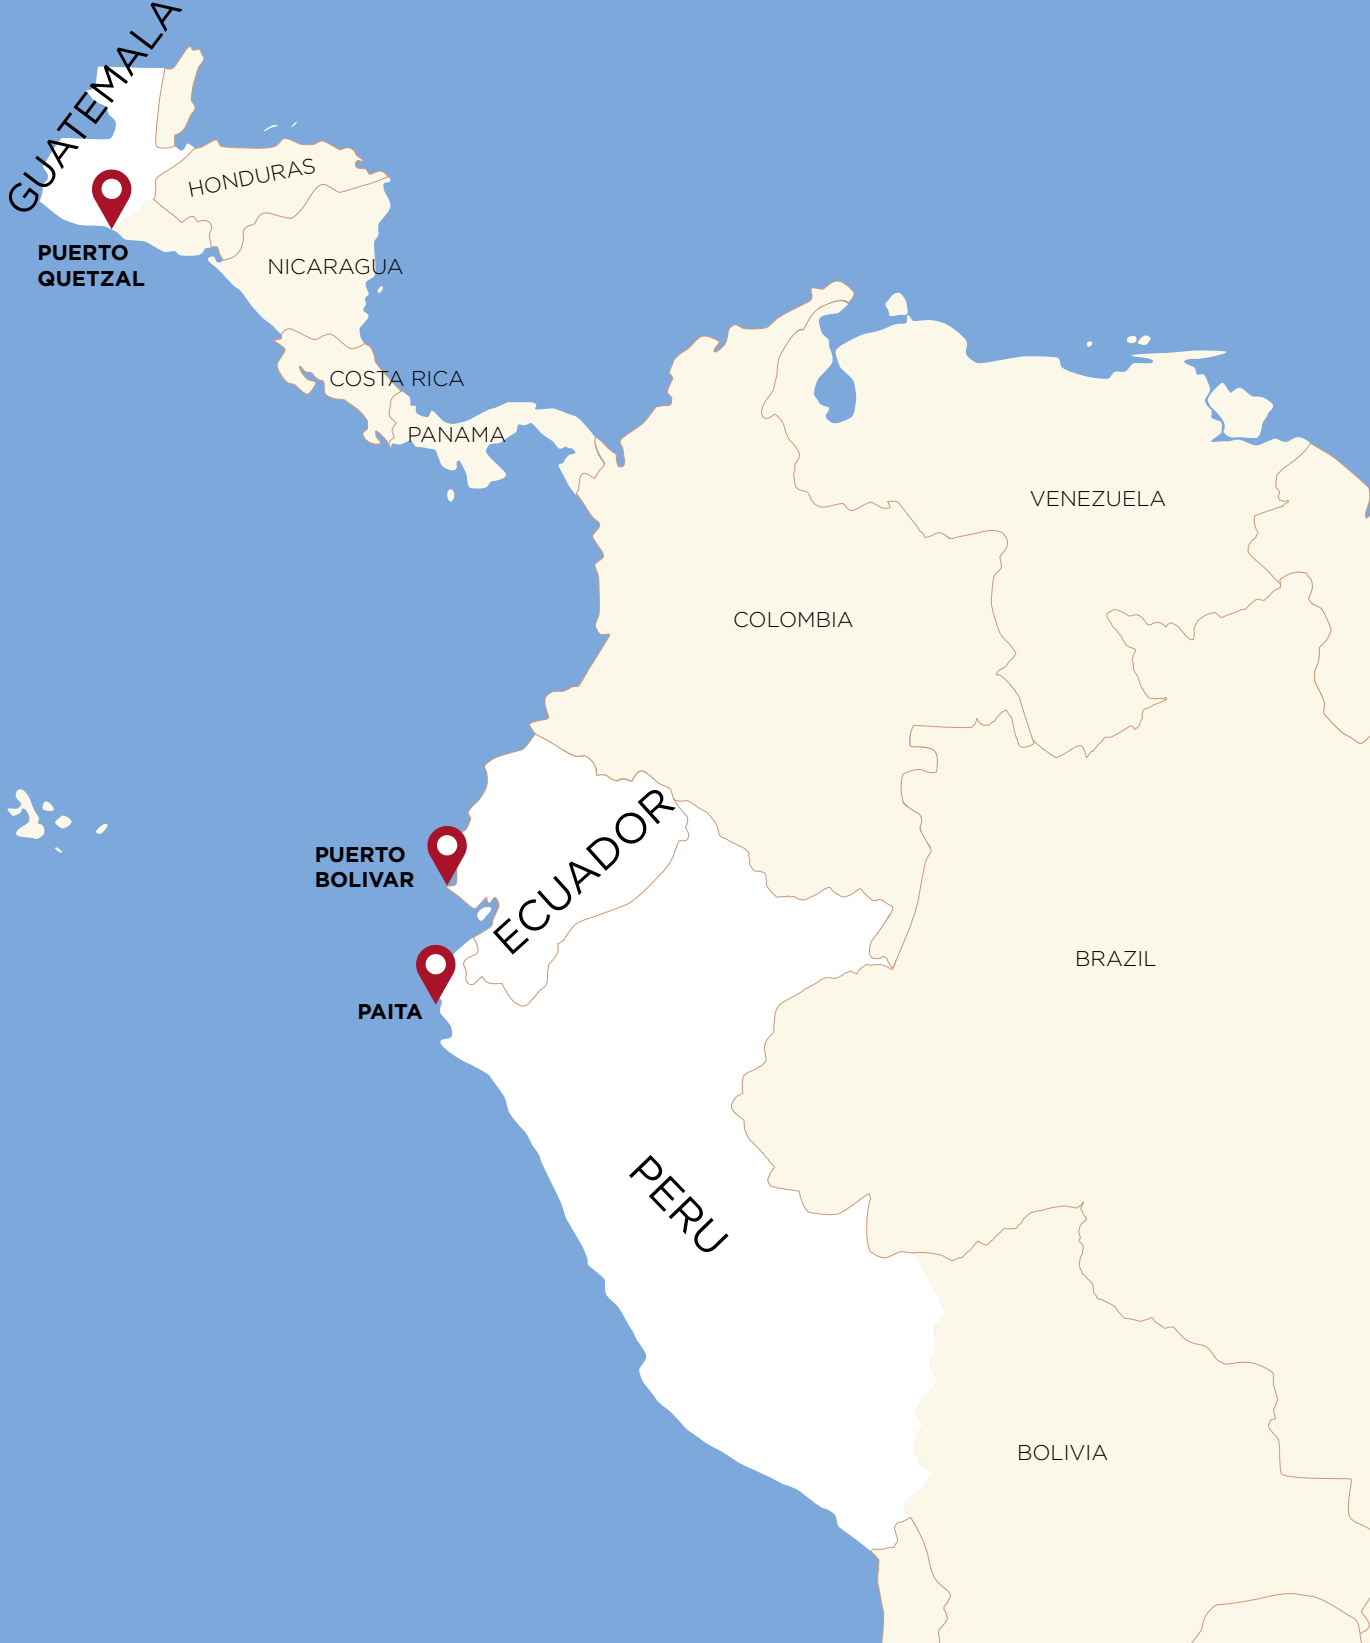 GUATEMALA
HONDURAS
PUERTO
QUETZAL
NICARAGUA
COSTA RICA
PANAMA
VENEZUELA
COLOMBIA
ECUADOR
PUERTO
BOLIVAR
BRAZIL
PAITA
PERU
BOLIVIA